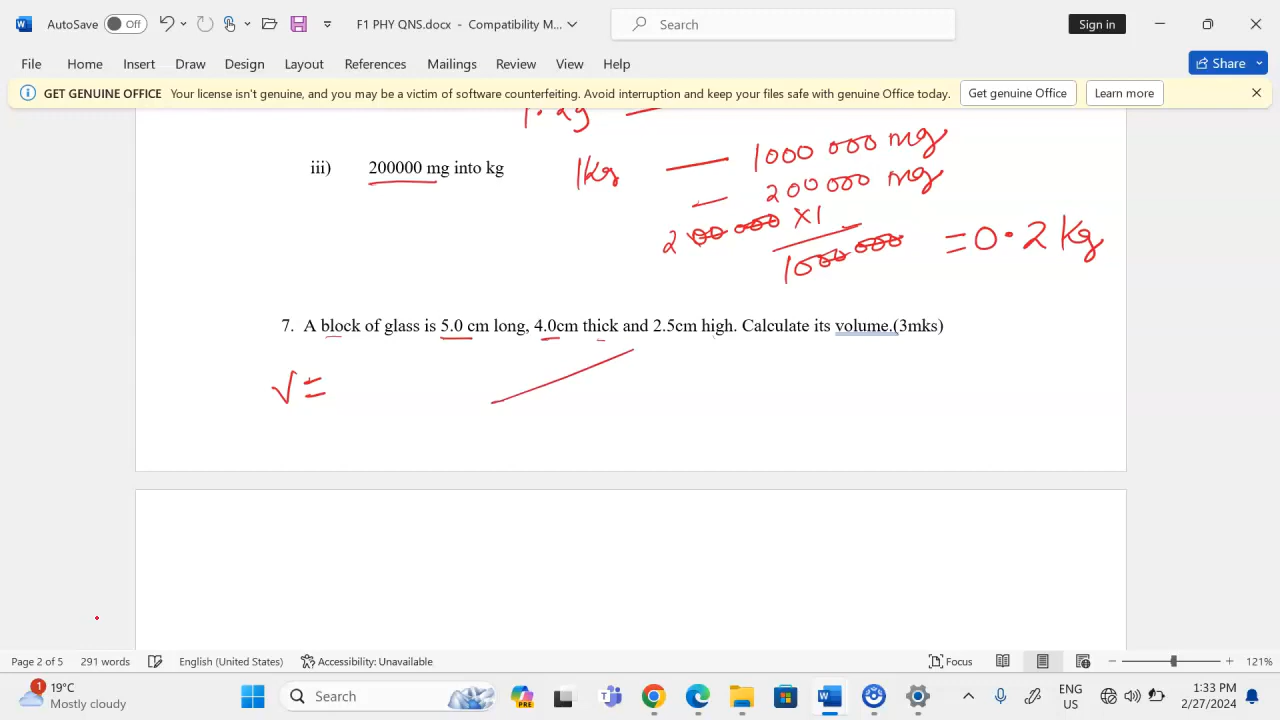 AutoSave Off F1 PHY QNS.docx - Compatibility M... Search Sign in
File Home Insert Draw Design Layout References Mailings Review View Help Share
GET GENUINE OFFICE Your license isn't genuine, and you may be a victim of software counterfeiting. Avoid interruption and keep your files safe with genuine Office today. Get genuine Office Learn more
iii) 200000 mg into kg
1kg — 1000 000 mg
— 200000 mg
200 000 X1
1000 000
= 0.2 Kg
7. A block of glass is 5.0 cm long, 4.0cm thick and 2.5cm high. Calculate its volume.(3mks)
V =
Page 2 of 5 291 words English (United States) Accessibility: Unavailable Focus 121%
1 19°C
Mostly cloudy
Search
ENG
US
1:33 PM
2/27/2024